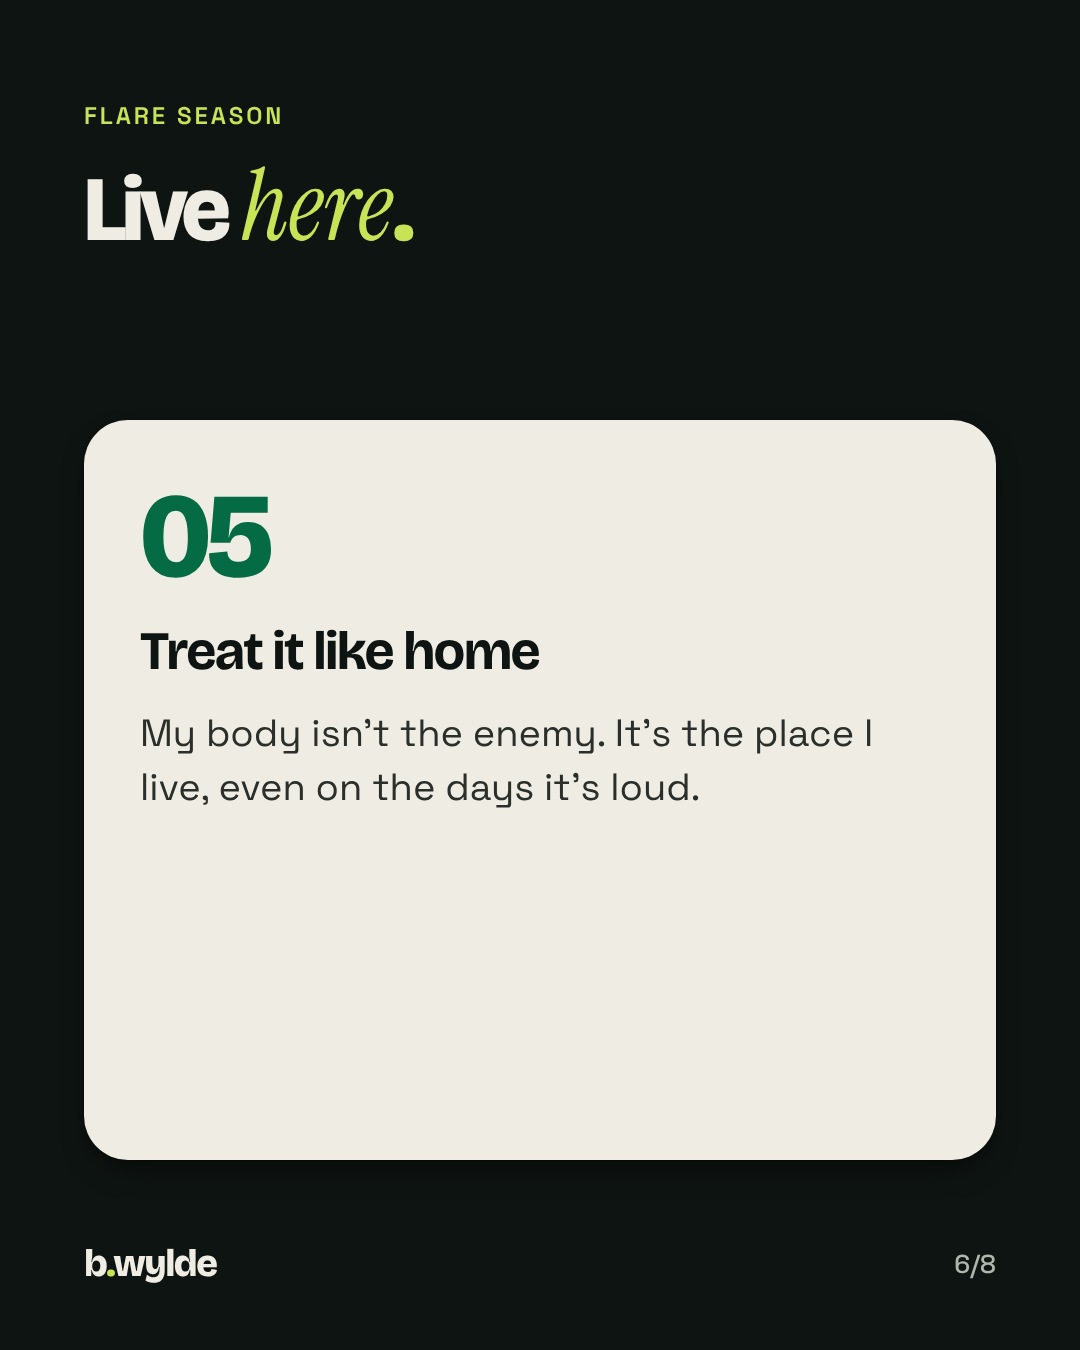 FLARE SEASON
Live here.
05
Treat it like home
My body isn’t the enemy. It’s the place I
live, even on the days it’s loud.
b.wylde
6/8